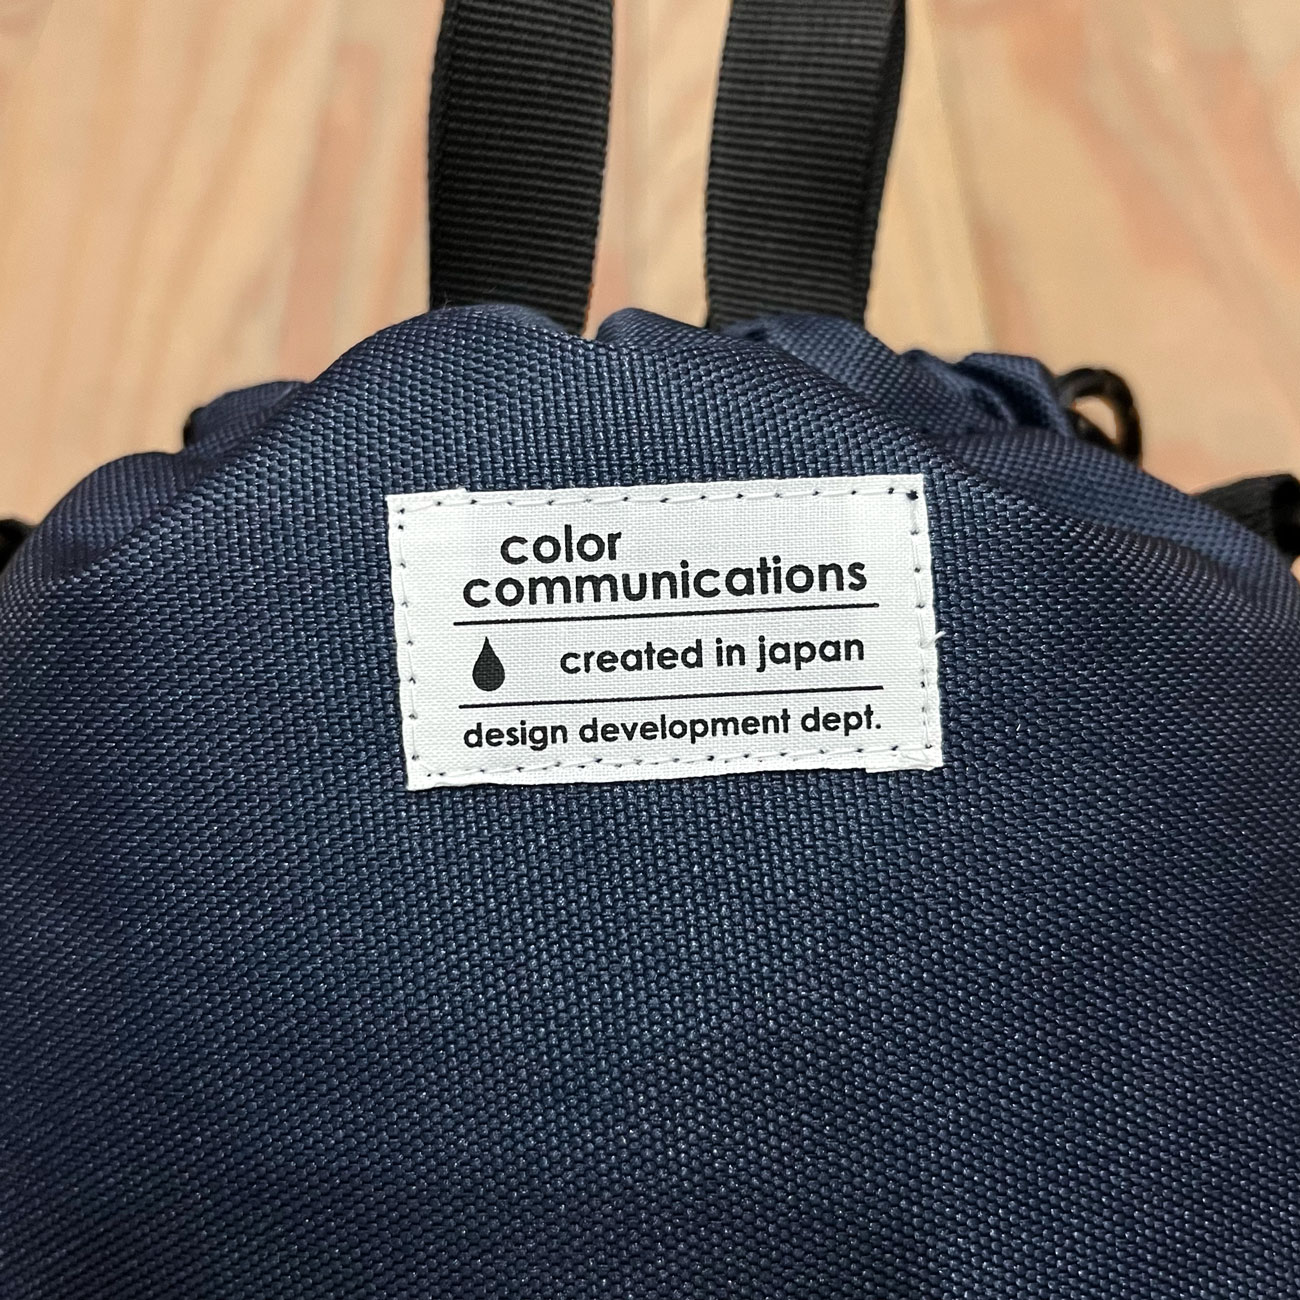 color
communications
created in japan
design development dept.